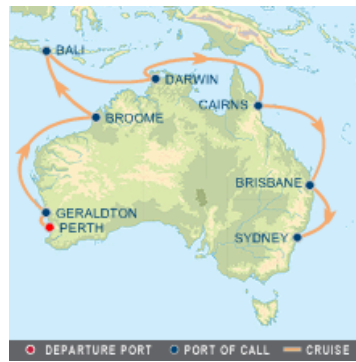 BALI
DARWIN
CAIRNS
BROOME
BRISBANE
GERALDTON
PERTH
SYDNEY
DEPARTURE PORT PORT OF CALL CRUISE